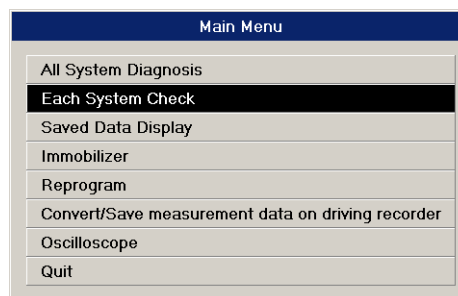 Main Menu
All System Diagnosis
Each System Check
Saved Data Display
Immobilizer
Reprogram
Convert/Save measurement data on driving recorder
Oscilloscope
Quit